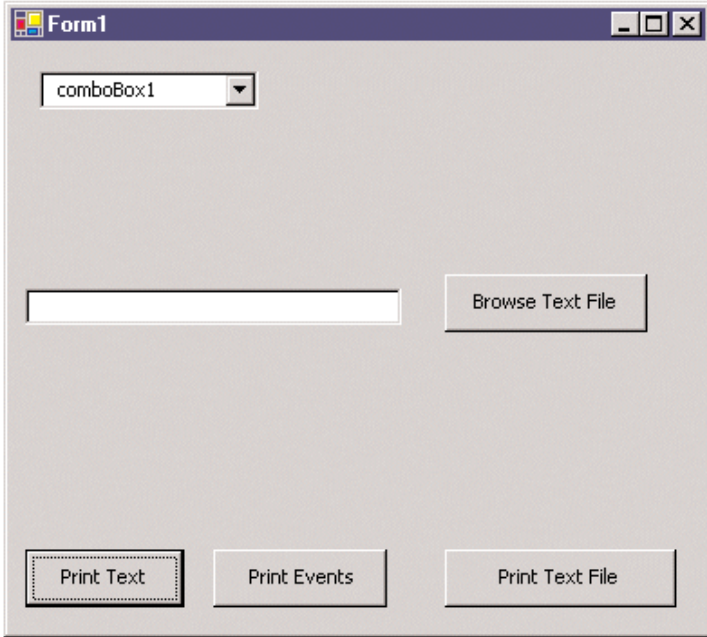 Form1
comboBox1
Browse Text File
Print Text
Print Events
Print Text File